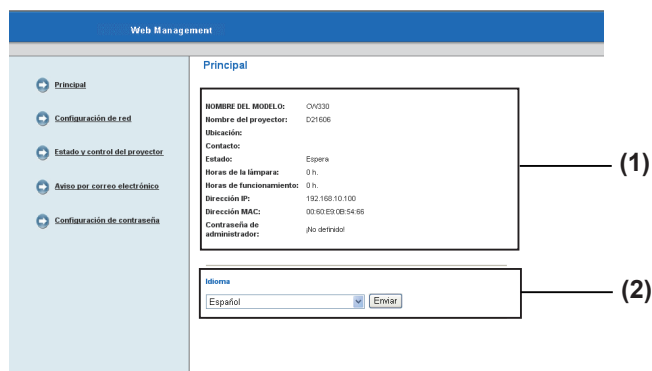 Web Management
Principal
Configuración de red
Estado y control del proyector
Aviso por correo electrónico
Configuración de contraseña
Principal
NOMBRE DEL MODELO: CW330
Nombre del proyector: D21606
Ubicación:
Contacto:
Estado: Espera
Horas de la lámpara: 0 h.
Horas de funcionamiento: 0 h.
Dirección IP: 192.168.10.100
Dirección MAC: 00:60:E9:0B:54:66
Contraseña de
administrador: ¡No definido!
(1)
Idioma
Español Enviar
(2)